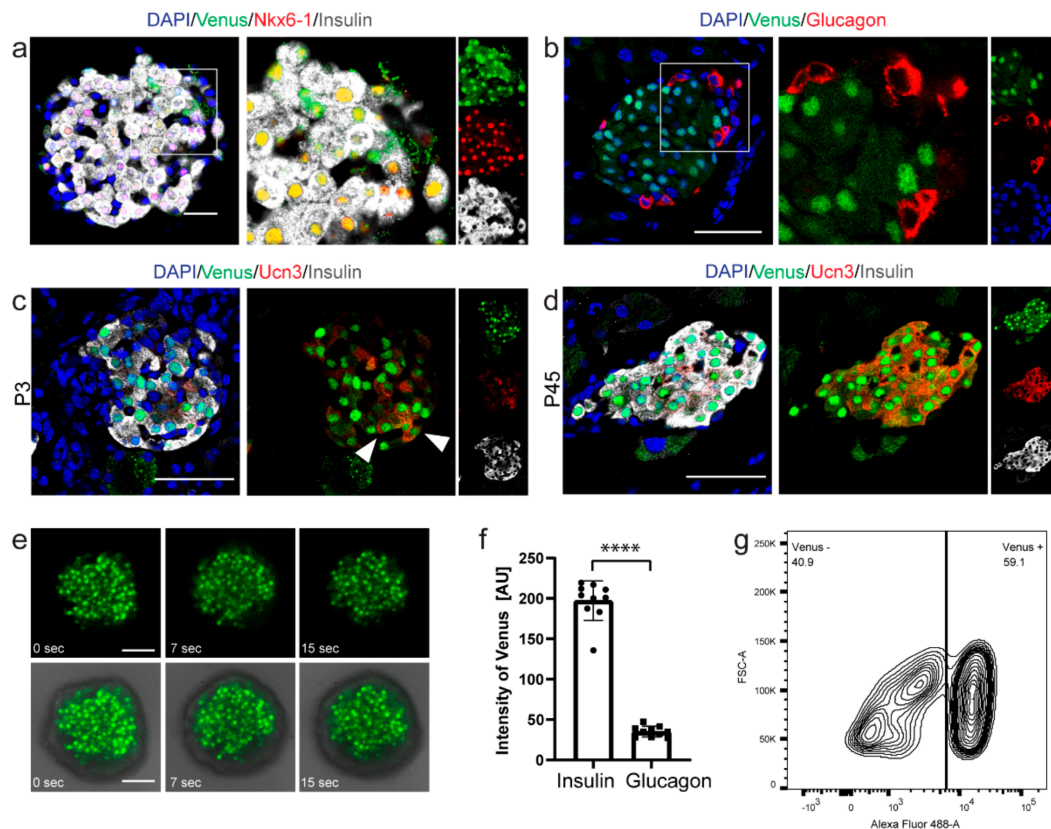 DAPI/Venus/Nkx6-1/Insulin
DAPI/Venus/Glucagon
a
b
DAPI/Venus/Ucn3/Insulin
DAPI/Venus/Ucn3/Insulin
c
P3
d
P45
e
0 sec
7 sec
15 sec
0 sec
7 sec
15 sec
f
****
Intensity of Venus [AU]
250
200
150
100
50
0
Insulin
Glucagon
g
Venus -
40.9
Venus +
59.1
FSC-A
250K
200K
150K
100K
50K
0
-10³
0
10³
10⁴
10⁵
Alexa Fluor 488-A